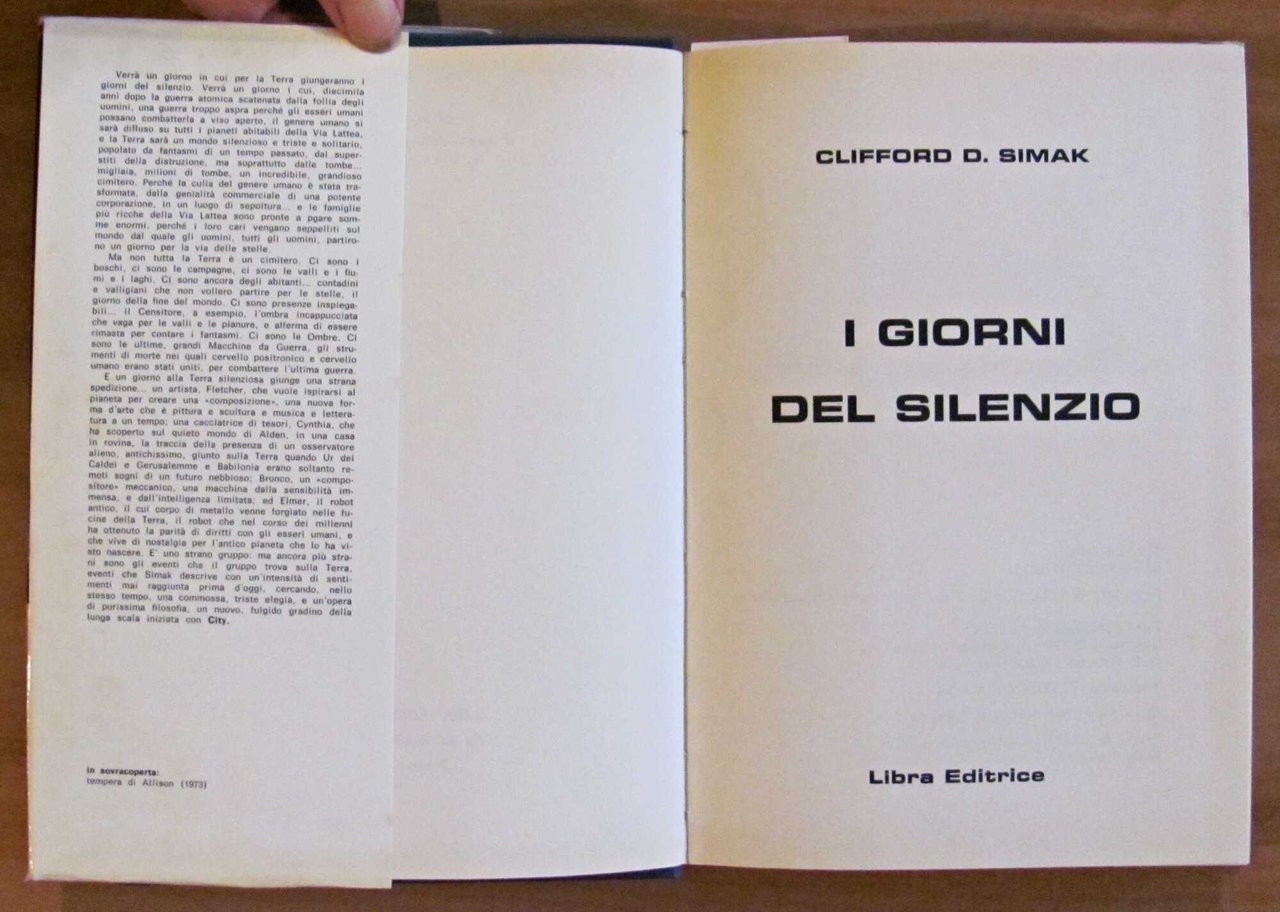 Verrà un giorno in cui per la Terra giungeranno i
giorni del silenzio. Verrà un giorno i cui, diecimila
anni dopo la guerra atomica scatenata dalla follia degli
uomini, una guerra troppo aspra perché gli esseri umani
possano combatterla a viso aperto, il genere umano si
sarà diffuso su tutti i pianeti abitabili della Via Lattea,
e la Terra sarà un mondo silenzioso e triste e solitario,
popolato da fantasmi di un tempo passato, dai super-
stiti della distruzione, ma soprattutto dalle tombe...
migliaia, milioni di tombe, un incredibile, grandioso
cimitero. Perché la culla del genere umano è stata tra-
sformata, dalla genialità commerciale di una potente
corporazione, in un luogo di sepoltura... e le famiglie
più ricche della Via Lattea sono pronte a pgare som-
me enormi, perché i loro cari vengano seppelliti sul
mondo dal quale gli uomini, tutti gli uomini, partiro-
no un giorno per la via delle stelle.
Ma non tutta la Terra è un cimitero. Ci sono i
boschi, ci sono le campagne, ci sono le valli e i fiu-
mi e i laghi. Ci sono ancora degli abitanti... contadini
e valligiani che non vollero partire per le stelle, il
giorno della fine del mondo. Ci sono presenze inspiega-
bili... il Censitore, a esempio, l'ombra incappucciata
che vaga per le valli e le pianure, e afferma di essere
rimasta per contare i fantasmi. Ci sono le Ombre. Ci
sono le ultime, grandi Macchine da Guerra, gli stru-
menti di morte nei quali cervello positronico e cervello
umano erano stati uniti, per combattere l'ultima guerra.
E un giorno alla Terra silenziosa giunge una strana
spedizione... un artista, Fletcher, che vuole ispirarsi al
pianeta per creare una «composizione», una nuova for-
ma d'arte che è pittura e scultura e musica e lettera-
tura a un tempo; una cacciatrice di tesori, Cynthia, che
ha scoperto sul quieto mondo di Alden, in una casa
in rovina, la traccia della presenza di un osservatore
alieno, antichissimo, giunto sulla Terra quando Ur dei
Caldei e Gerusalemme e Babilonia erano soltanto re-
moti sogni di un futuro nebbioso; Bronco, un «compo-
sitore» meccanico, una macchina dalla sensibilità im-
mensa, e dall'intelligenza limitata; ed Elmer, il robot
antico, il cui corpo di metallo venne forgiato nelle fu-
cine della Terra, il robot che nel corso dei millenni
ha ottenuto la parità di diritti con gli esseri umani, e
che vive di nostalgia per l'antico pianeta che lo ha vi-
sto nascere. E' uno strano gruppo: ma ancora più stra-
ni sono gli eventi che il gruppo trova sulla Terra,
eventi che Simak descrive con un'intensità di senti-
menti mai raggiunta prima d'oggi, cercando, nello
stesso tempo, una commossa, triste elegia, e un'opera
di purissima filosofia, un nuovo, fulgido gradino della
lunga scala iniziata con City.
in sovracoperta:
tempera di Allison (1973)
CLIFFORD D. SIMAK
I GIORNI
DEL SILENZIO
Libra Editrice